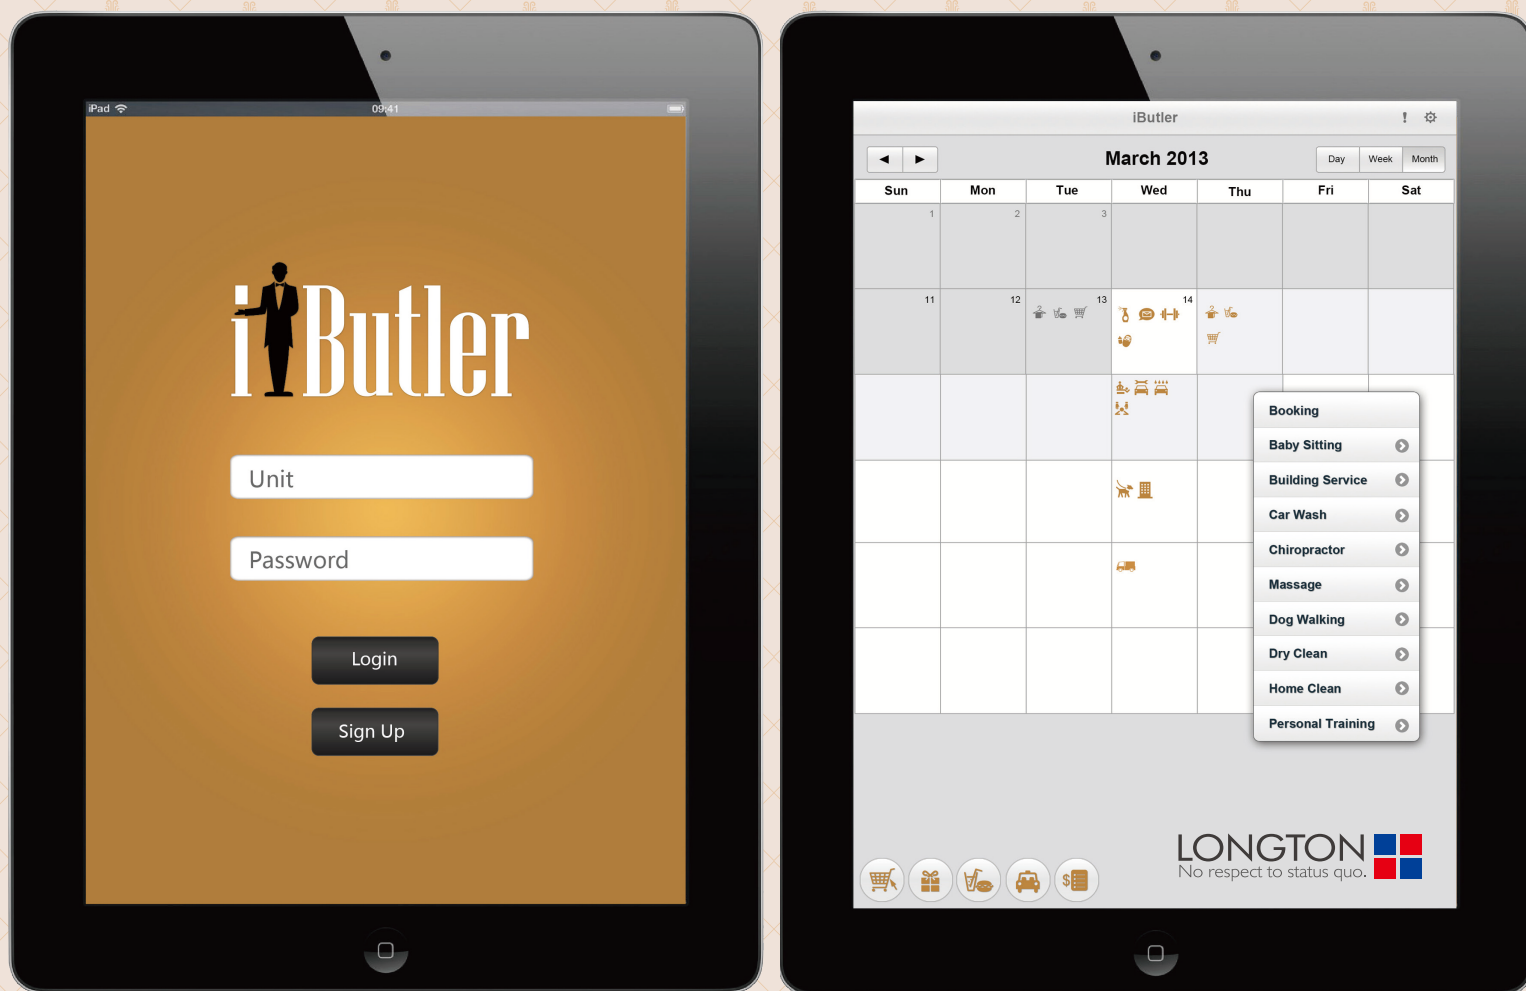 iPad
09:41
i Butler
Unit
Password
Login
Sign Up
iButler
March 2013
Day Week Month
Sun Mon Tue Wed Thu Fri Sat
1 2 3
11 12 13 14
Booking
Baby Sitting
Building Service
Car Wash
Chiropractor
Massage
Dog Walking
Dry Clean
Home Clean
Personal Training
$
LONGTON
No respect to status quo.